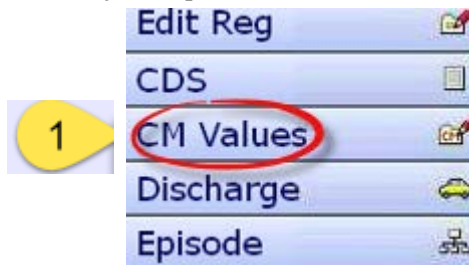 Edit Reg
CDS
1
CM Values
Discharge
Episode